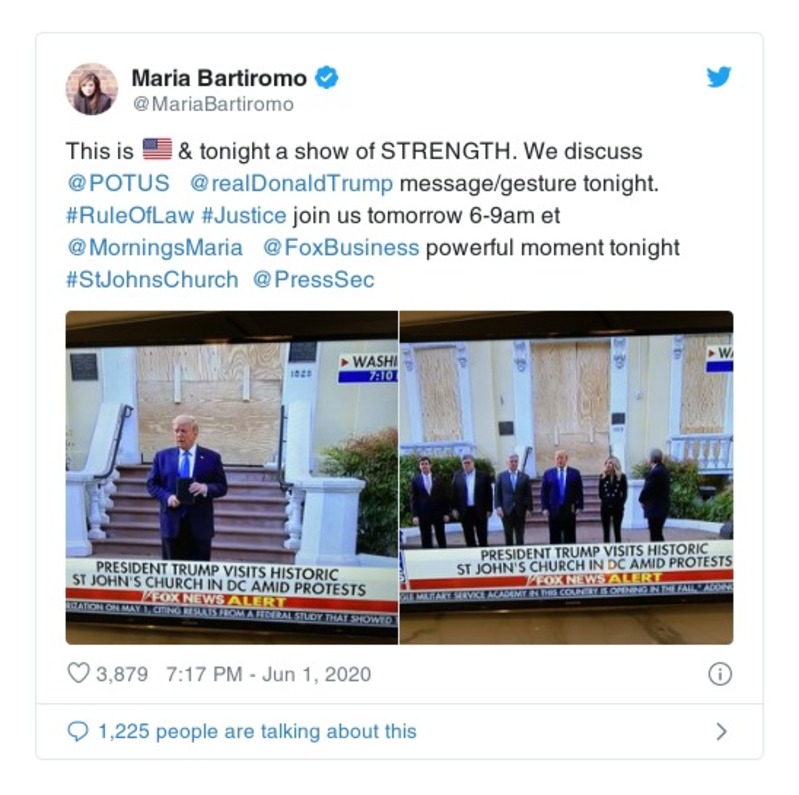 Maria Bartiromo
@MariaBartiromo
This is 🇺🇸 & tonight a show of STRENGTH. We discuss
@POTUS @realDonaldTrump message/gesture tonight.
#RuleOfLaw #Justice join us tomorrow 6-9am et
@MorningsMaria @FoxBusiness powerful moment tonight
#StJohnsChurch @PressSec
1525
WASHI
7:10
PRESIDENT TRUMP VISITS HISTORIC
ST JOHN'S CHURCH IN DC AMID PROTESTS
FOX NEWS ALERT
RIZATION ON MAY 1, CITING RESULTS FROM A FEDERAL STUDY THAT SHOWED
WA
PRESIDENT TRUMP VISITS HISTORIC
ST JOHN'S CHURCH IN DC AMID PROTESTS
FOX NEWS ALERT
GLE MILITARY SERVICE ACADEMY IN THIS COUNTRY IS OPENING IN THE FALL," ADDING
3,879 7:17 PM - Jun 1, 2020
1,225 people are talking about this